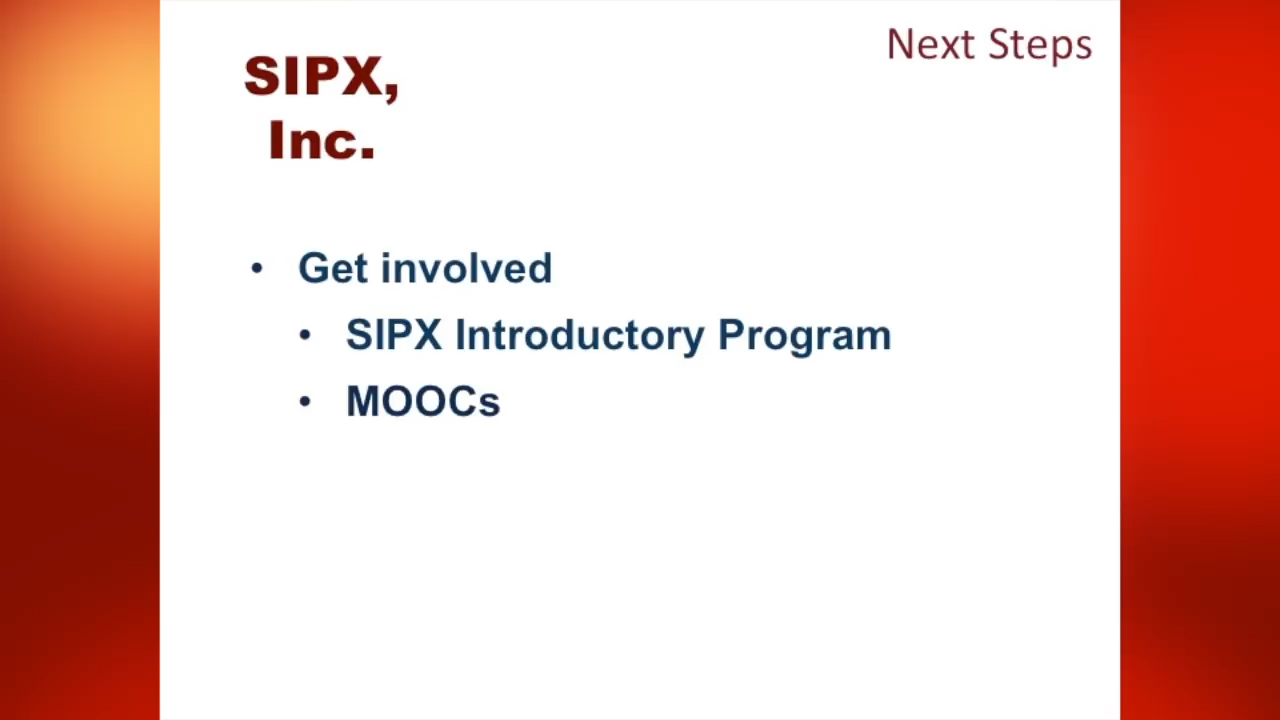 Next Steps
SIPX,
Inc.
• Get involved
• SIPX Introductory Program
• MOOCs